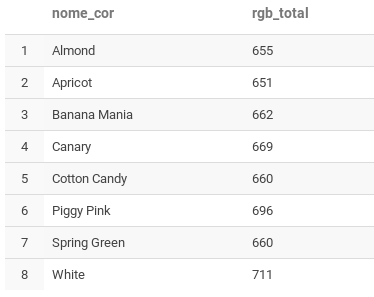 nome_cor rgb_total
1 Almond 655
2 Apricot 651
3 Banana Mania 662
4 Canary 669
5 Cotton Candy 660
6 Piggy Pink 696
7 Spring Green 660
8 White 711